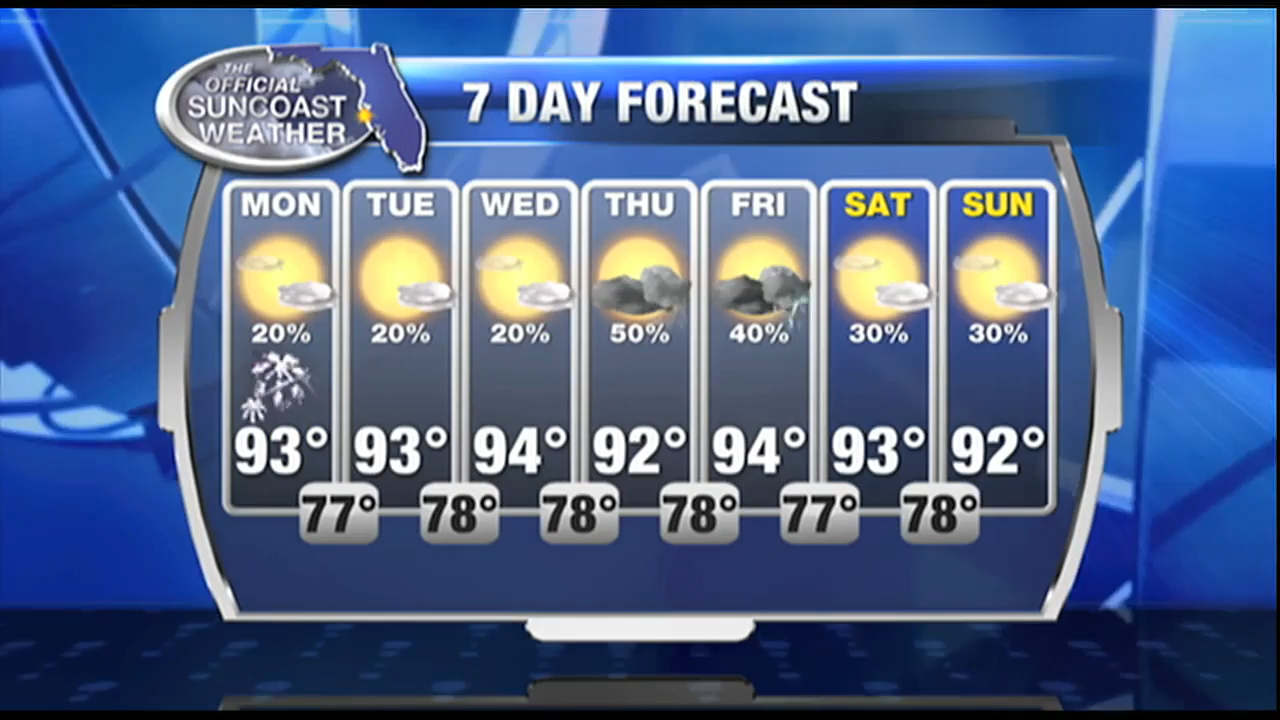 THE
OFFICIAL
SUNCOAST
WEATHER
7 DAY FORECAST
MON TUE WED THU FRI SAT SUN
20% 20% 20% 50% 40% 30% 30%
93° 93° 94° 92° 94° 93° 92°
77° 78° 78° 78° 77° 78°